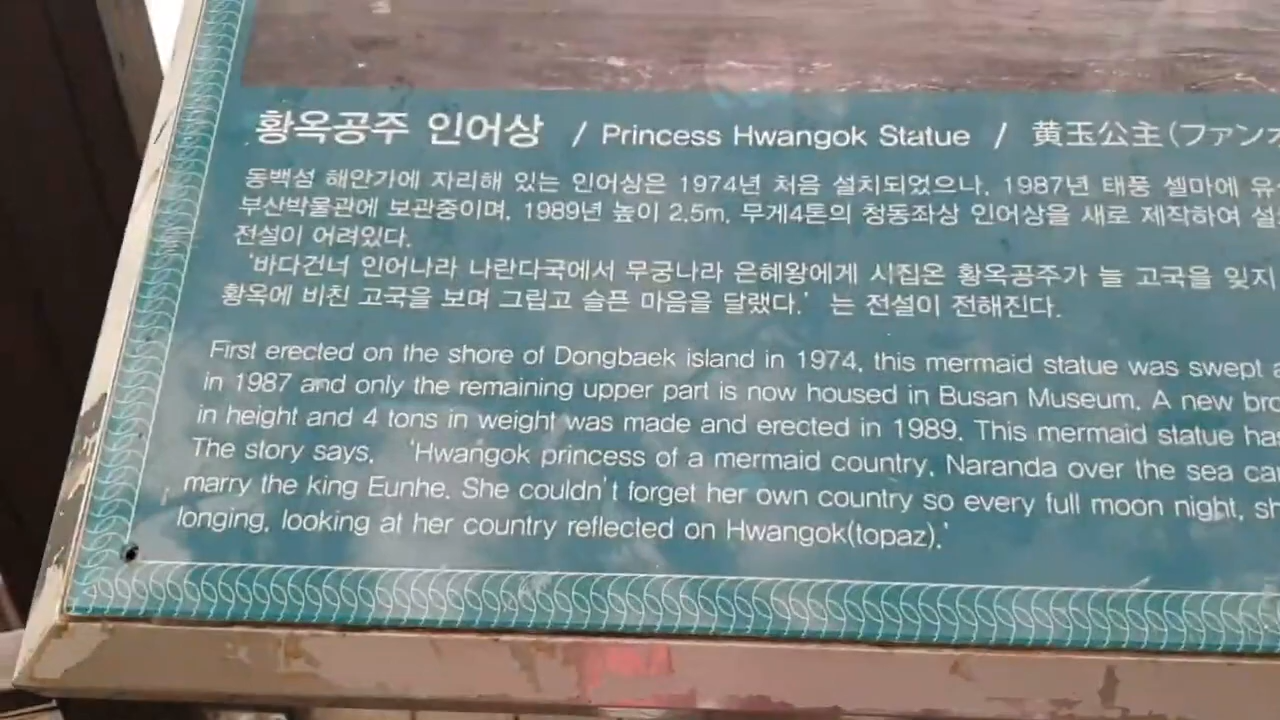 황옥공주 인어상 / Princess Hwangok Statue / 黄玉公主(ファン
동백섬 해안가에 자리해 있는 인어상은 1974년 처음 설치되었으나, 1987년 태풍 셀마에 유
부산박물관에 보관중이며, 1989년 높이 2.5m, 무게4톤의 청동좌상 인어상을 새로 제작하여 설
전설이 어려있다.
'바다건너 인어나라 나란다국에서 무궁나라 은혜왕에게 시집온 황옥공주가 늘 고국을 잊지
황옥에 비친 고국을 보며 그립고 슬픈 마음을 달랬다.' 는 전설이 전해진다.
First erected on the shore of Dongbaek island in 1974, this mermaid statue was swept
in 1987 and only the remaining upper part is now housed in Busan Museum. A new bro
in height and 4 tons in weight was made and erected in 1989. This mermaid statue ha
The story says, 'Hwangok princess of a mermaid country, Naranda over the sea ca
marry the king Eunhe. She couldn't forget her own country so every full moon night, sh
longing, looking at her country reflected on Hwangok(topaz).'